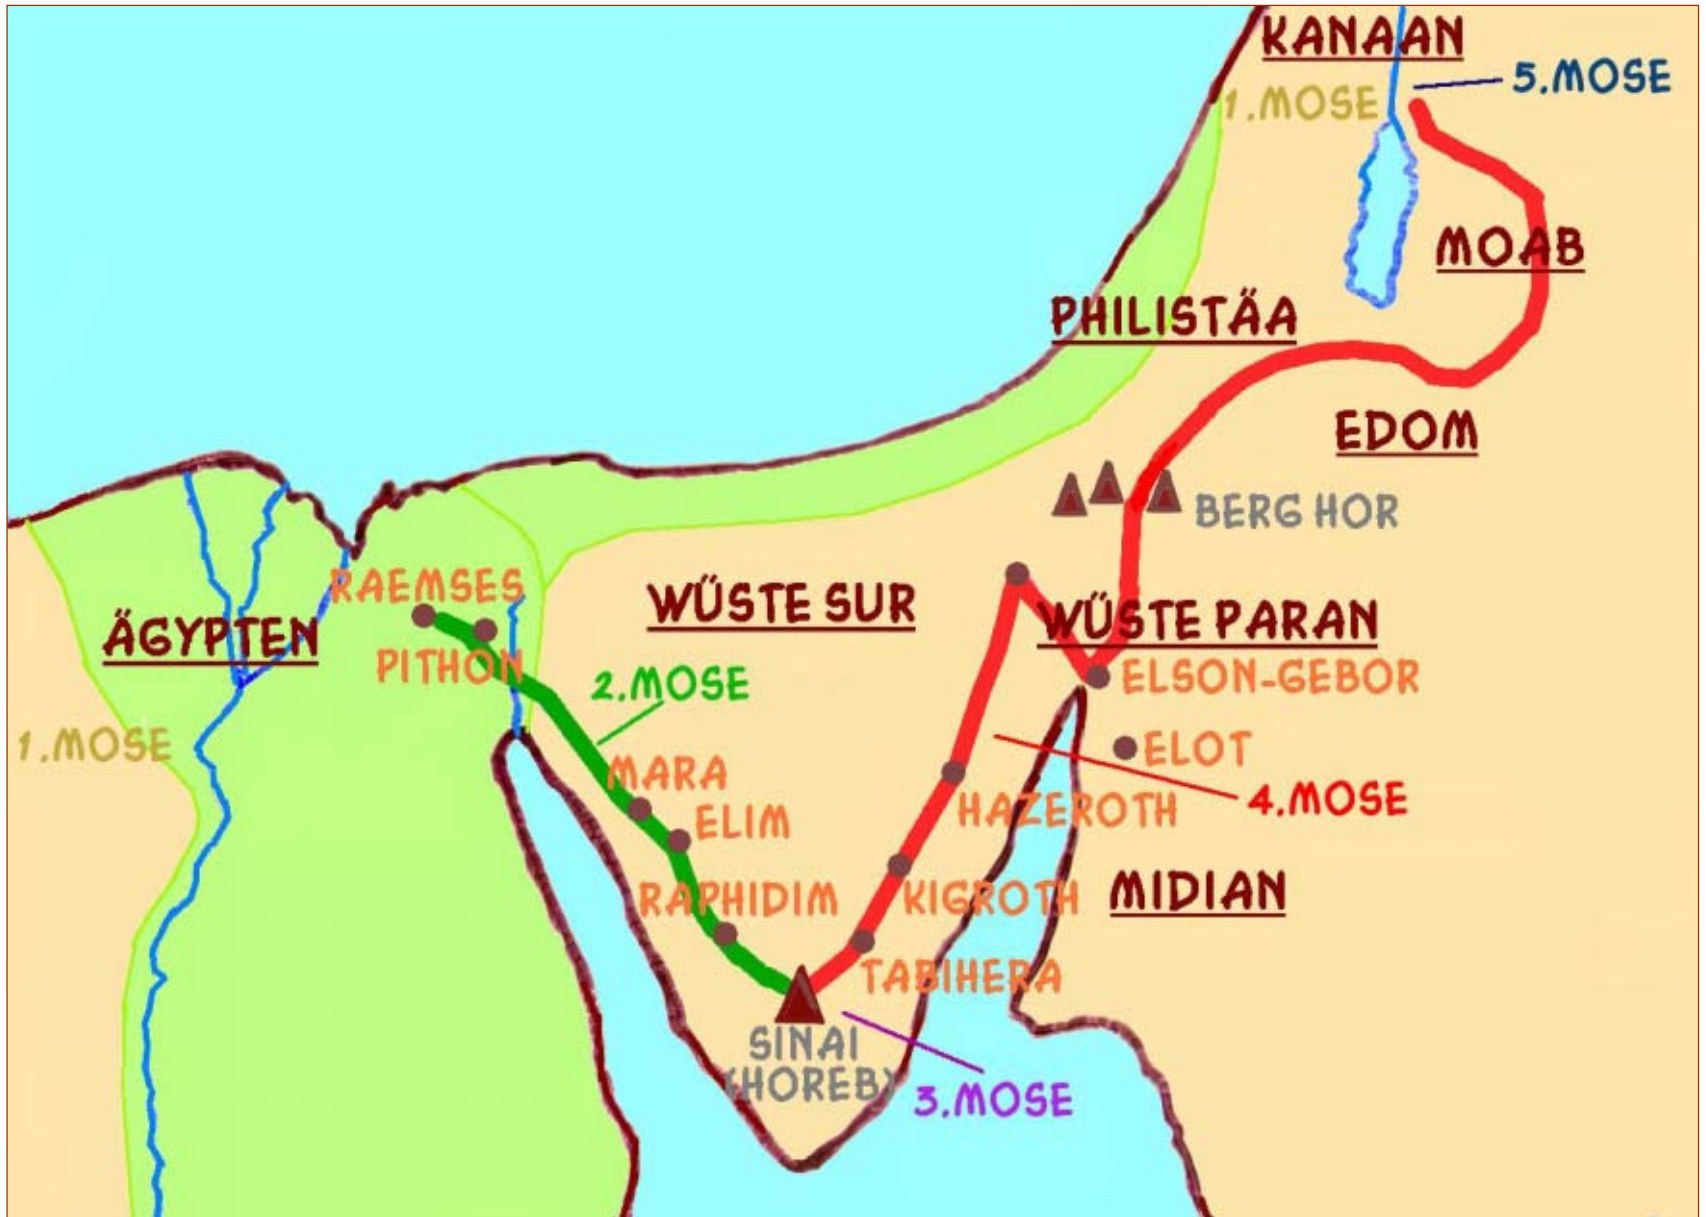 KANAAN
5.MOSE
1.MOSE
MOAB
PHILISTÄA
EDOM
BERG HOR
RAEMSES
WÜSTE SUR
WÜSTE PARAN
ÄGYPTEN
PITHON
2.MOSE
ELSON-GEBOR
1.MOSE
ELOT
MARA
HAZEROTH
4.MOSE
ELIM
RAPHIDIM
KIGROTH
MIDIAN
TABIHERA
SINAI
(HOREB)
3.MOSE